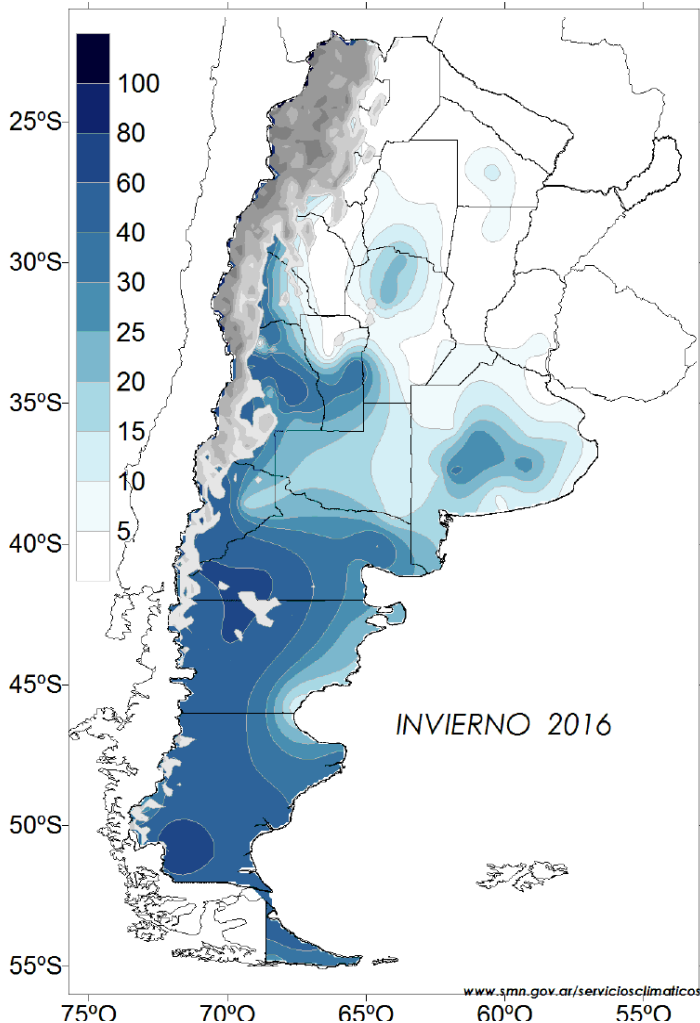 100
80
25ºS
60
40
30ºS
30
25
20
35ºS
15
10
5
40ºS
45ºS
INVIERNO 2016
50ºS
55ºS
www.smn.gov.ar/serviciosclimaticos
75ºO 70ºO 65ºO 60ºO 55ºO